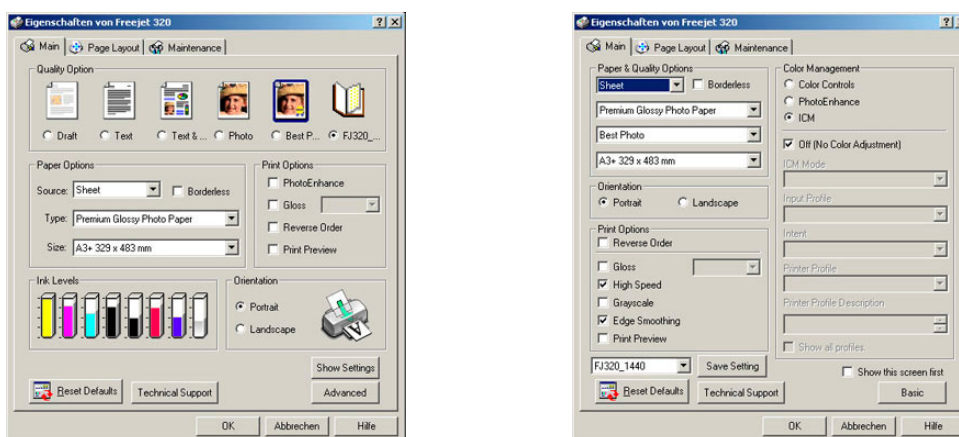 Eigenschaften von Freejet 320
Main Page Layout Maintenance
Quality Option
Draft Text Text & ... Photo Best P... FJ320_...
Paper Options
Source: Sheet Borderless
Type: Premium Glossy Photo Paper
Size: A3+ 329 x 483 mm
Print Options
PhotoEnhance
Gloss
Reverse Order
Print Preview
Ink Levels
Orientation
Portrait
Landscape
Show Settings
Reset Defaults Technical Support Advanced
OK Abbrechen Hilfe
Eigenschaften von Freejet 320
Main Page Layout Maintenance
Paper & Quality Options
Sheet Borderless
Premium Glossy Photo Paper
Best Photo
A3+ 329 x 483 mm
Orientation
Portrait Landscape
Print Options
Reverse Order
Gloss
High Speed
Grayscale
Edge Smoothing
Print Preview
Color Management
Color Controls
PhotoEnhance
ICM
Off (No Color Adjustment)
ICM Mode
Input Profile
Intent
Printer Profile
Printer Profile Description
Show all profiles.
FJ320_1440 Save Setting
Show this screen first
Reset Defaults Technical Support Basic
OK Abbrechen Hilfe